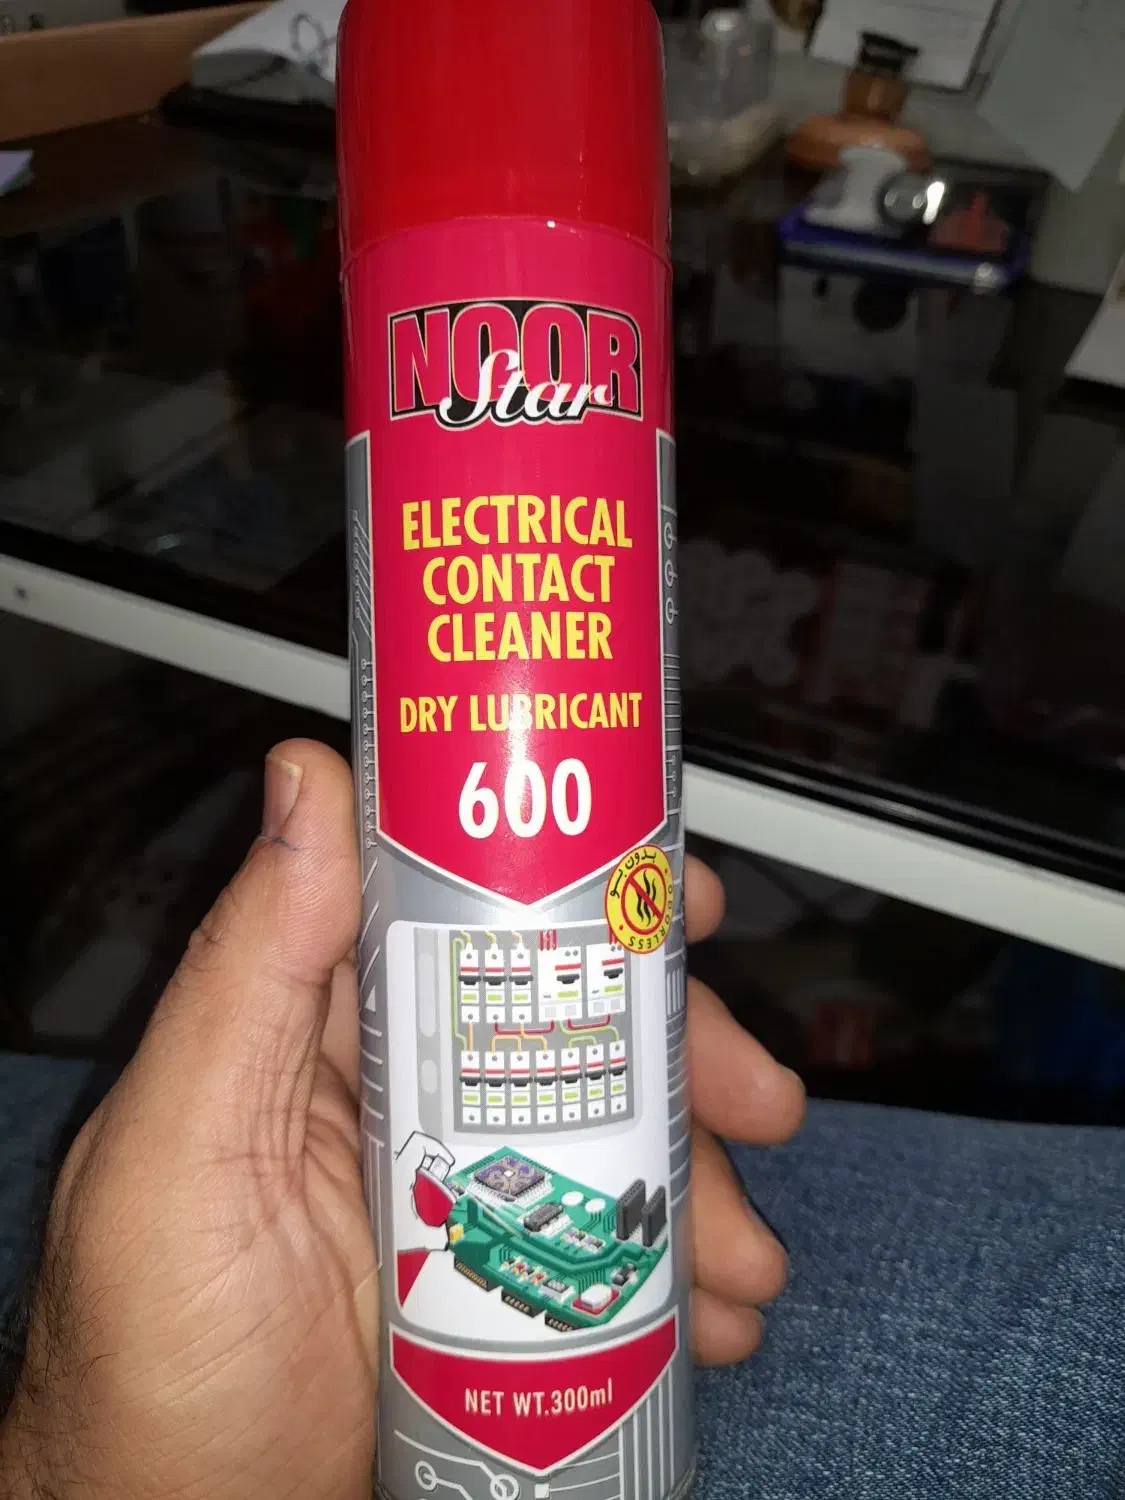 NOOR
Star
ELECTRICAL
CONTACT
CLEANER
DRY LUBRICANT
600
بدون بو
ODORLESS
NET WT.300ml